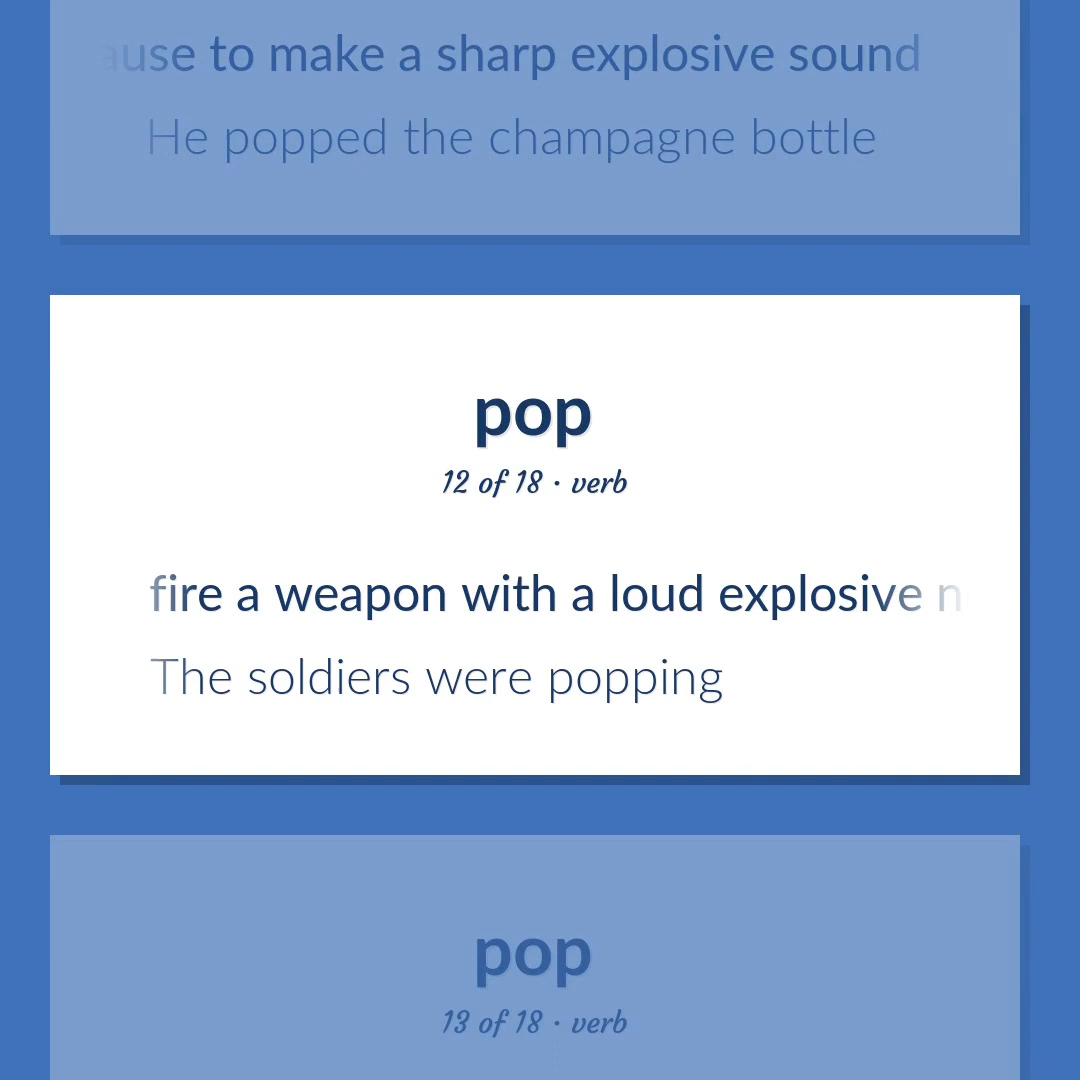 to make a sharp explosive sound
He popped the champagne bottle
pop
12 of 18 · verb
fire a weapon with a loud explosive
The soldiers were popping
pop
13 of 18 · verb